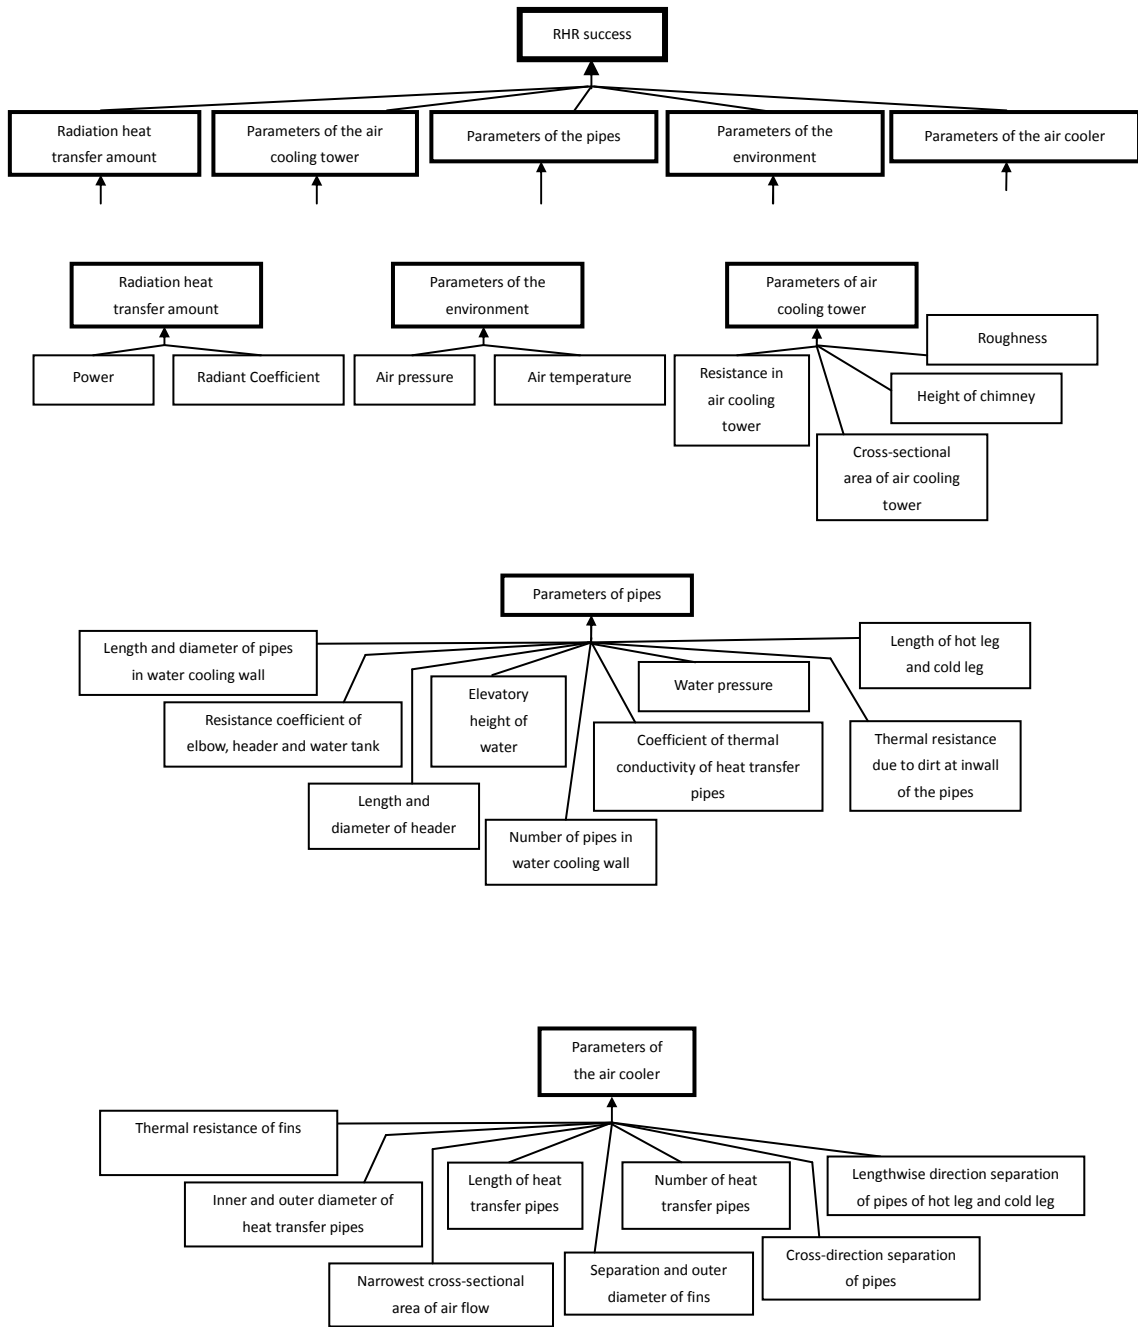 RHR success
Radiation heat
transfer amount
Parameters of the air
cooling tower
Parameters of the pipes
Parameters of the
environment
Parameters of the air cooler
Radiation heat
transfer amount
Parameters of the
environment
Parameters of air
cooling tower
Power
Radiant Coefficient
Air pressure
Air temperature
Resistance in
air cooling
tower
Roughness
Height of chimney
Cross-sectional
area of air cooling
tower
Parameters of pipes
Length and diameter of pipes
in water cooling wall
Resistance coefficient of
elbow, header and water tank
Length and
diameter of header
Elevatory
height of
water
Number of pipes in
water cooling wall
Water pressure
Coefficient of thermal
conductivity of heat transfer
pipes
Length of hot leg
and cold leg
Thermal resistance
due to dirt at inwall
of the pipes
Parameters of
the air cooler
Thermal resistance of fins
Inner and outer diameter of
heat transfer pipes
Narrowest cross-sectional
area of air flow
Length of heat
transfer pipes
Separation and outer
diameter of fins
Number of heat
transfer pipes
Cross-direction separation
of pipes
Lengthwise direction separation
of pipes of hot leg and cold leg